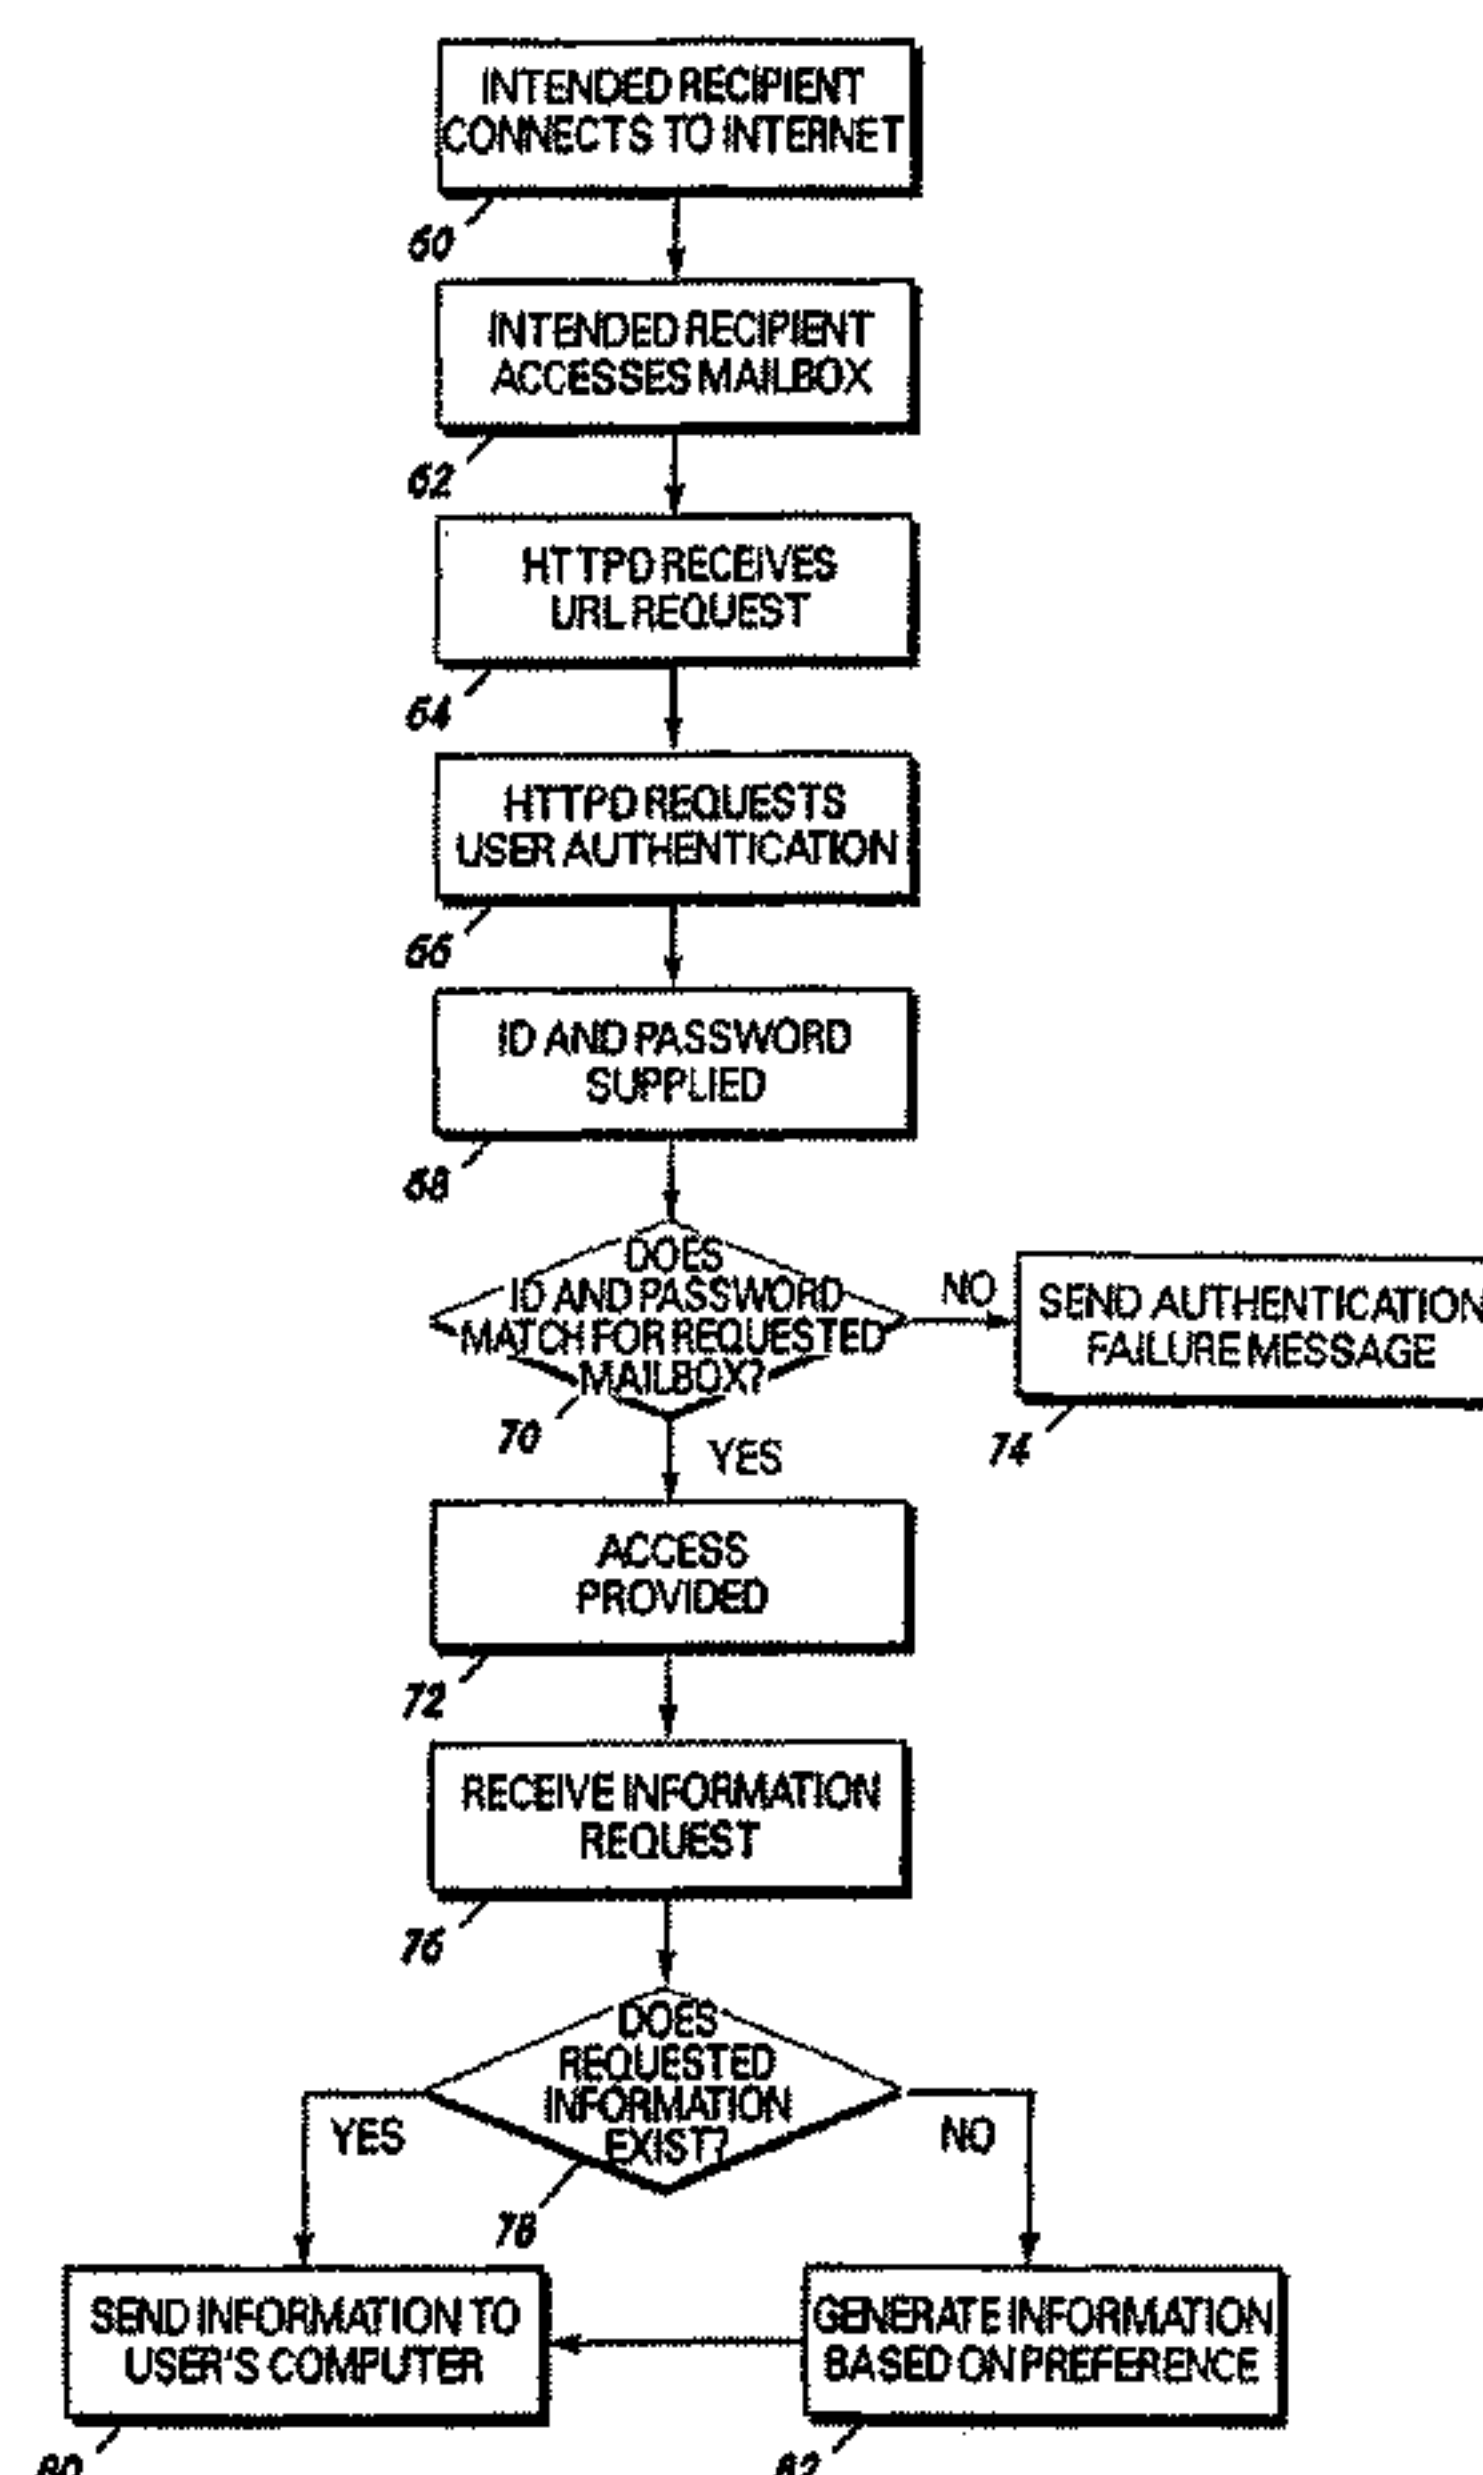 INTENDED RECIPIENT
CONNECTS TO INTERNET
60
INTENDED RECIPIENT
ACCESSES MAILBOX
62
HTTPD RECEIVES
URL REQUEST
64
HTTPD REQUESTS
USER AUTHENTICATION
66
ID AND PASSWORD
SUPPLIED
68
DOES
ID AND PASSWORD
MATCH FOR REQUESTED
MAILBOX?
70
NO
SEND AUTHENTICATION
FAILURE MESSAGE
74
YES
ACCESS
PROVIDED
72
RECEIVE INFORMATION
REQUEST
76
DOES
REQUESTED
INFORMATION
EXIST?
78
YES
NO
SEND INFORMATION TO
USER'S COMPUTER
80
GENERATE INFORMATION
BASED ON PREFERENCE
82